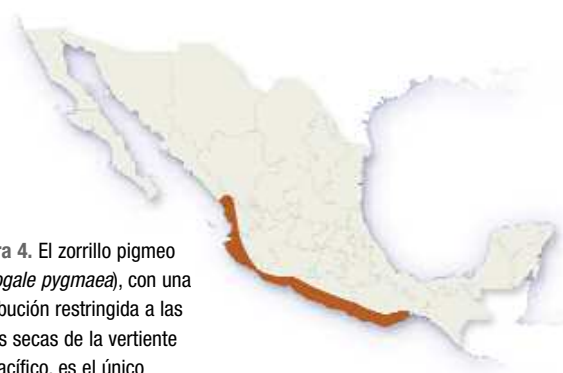 ra 4. El zorrillo pigmeo
ogale pygmaea), con una
bución restringida a las
s secas de la vertiente
acífico, es el único